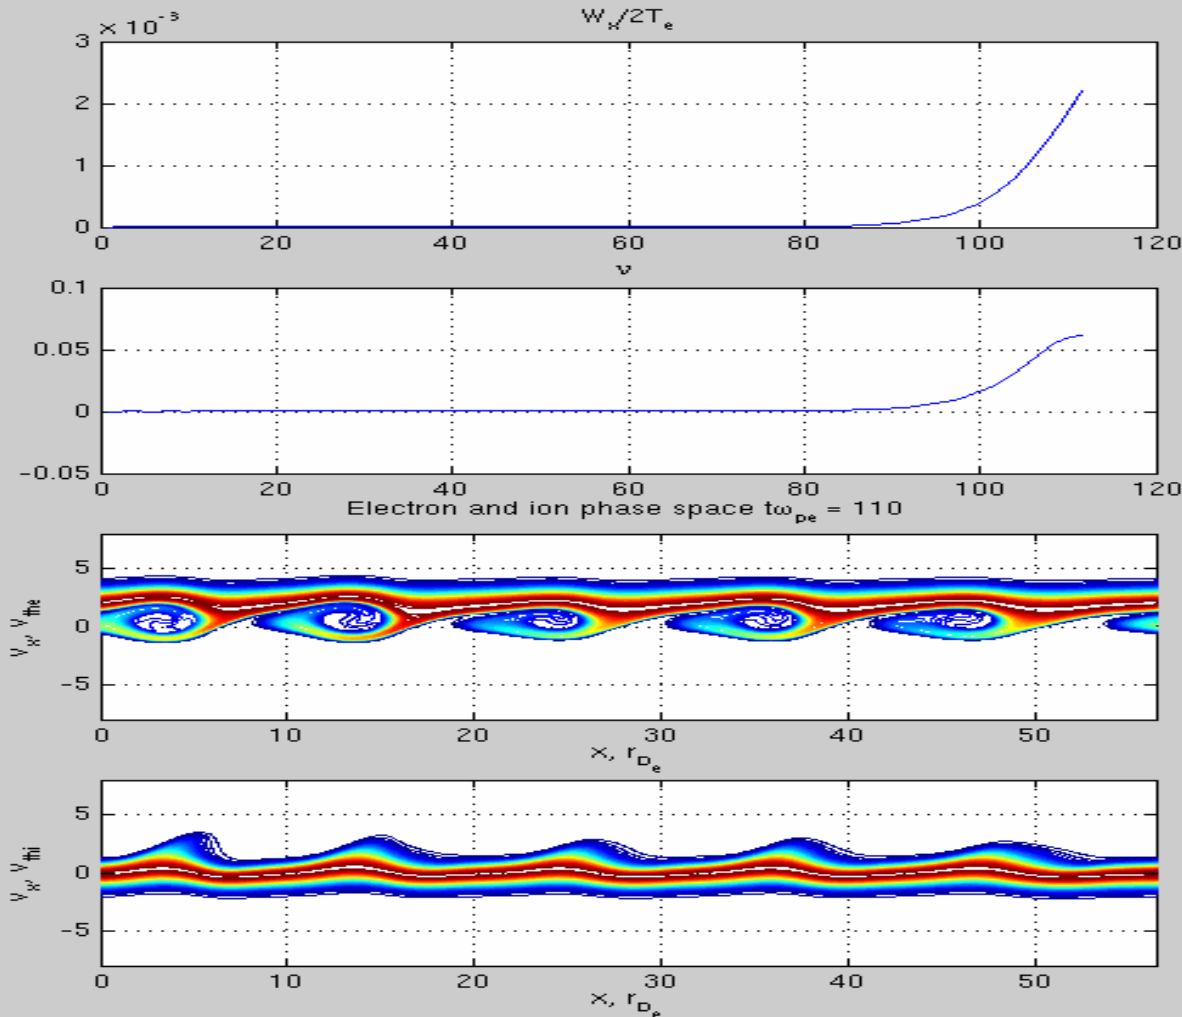 × 10⁻³
W_x/2T_e
3
2
1
0
0 20 40 60 80 100 120
ν
0.1
0.05
0
-0.05
0 20 40 60 80 100 120
Electron and ion phase space tω_pe = 110
V_x, V_the
5
0
-5
0 10 20 30 40 50
x, r_D_e
V_x, V_thi
5
0
-5
0 10 20 30 40 50
x, r_D_e